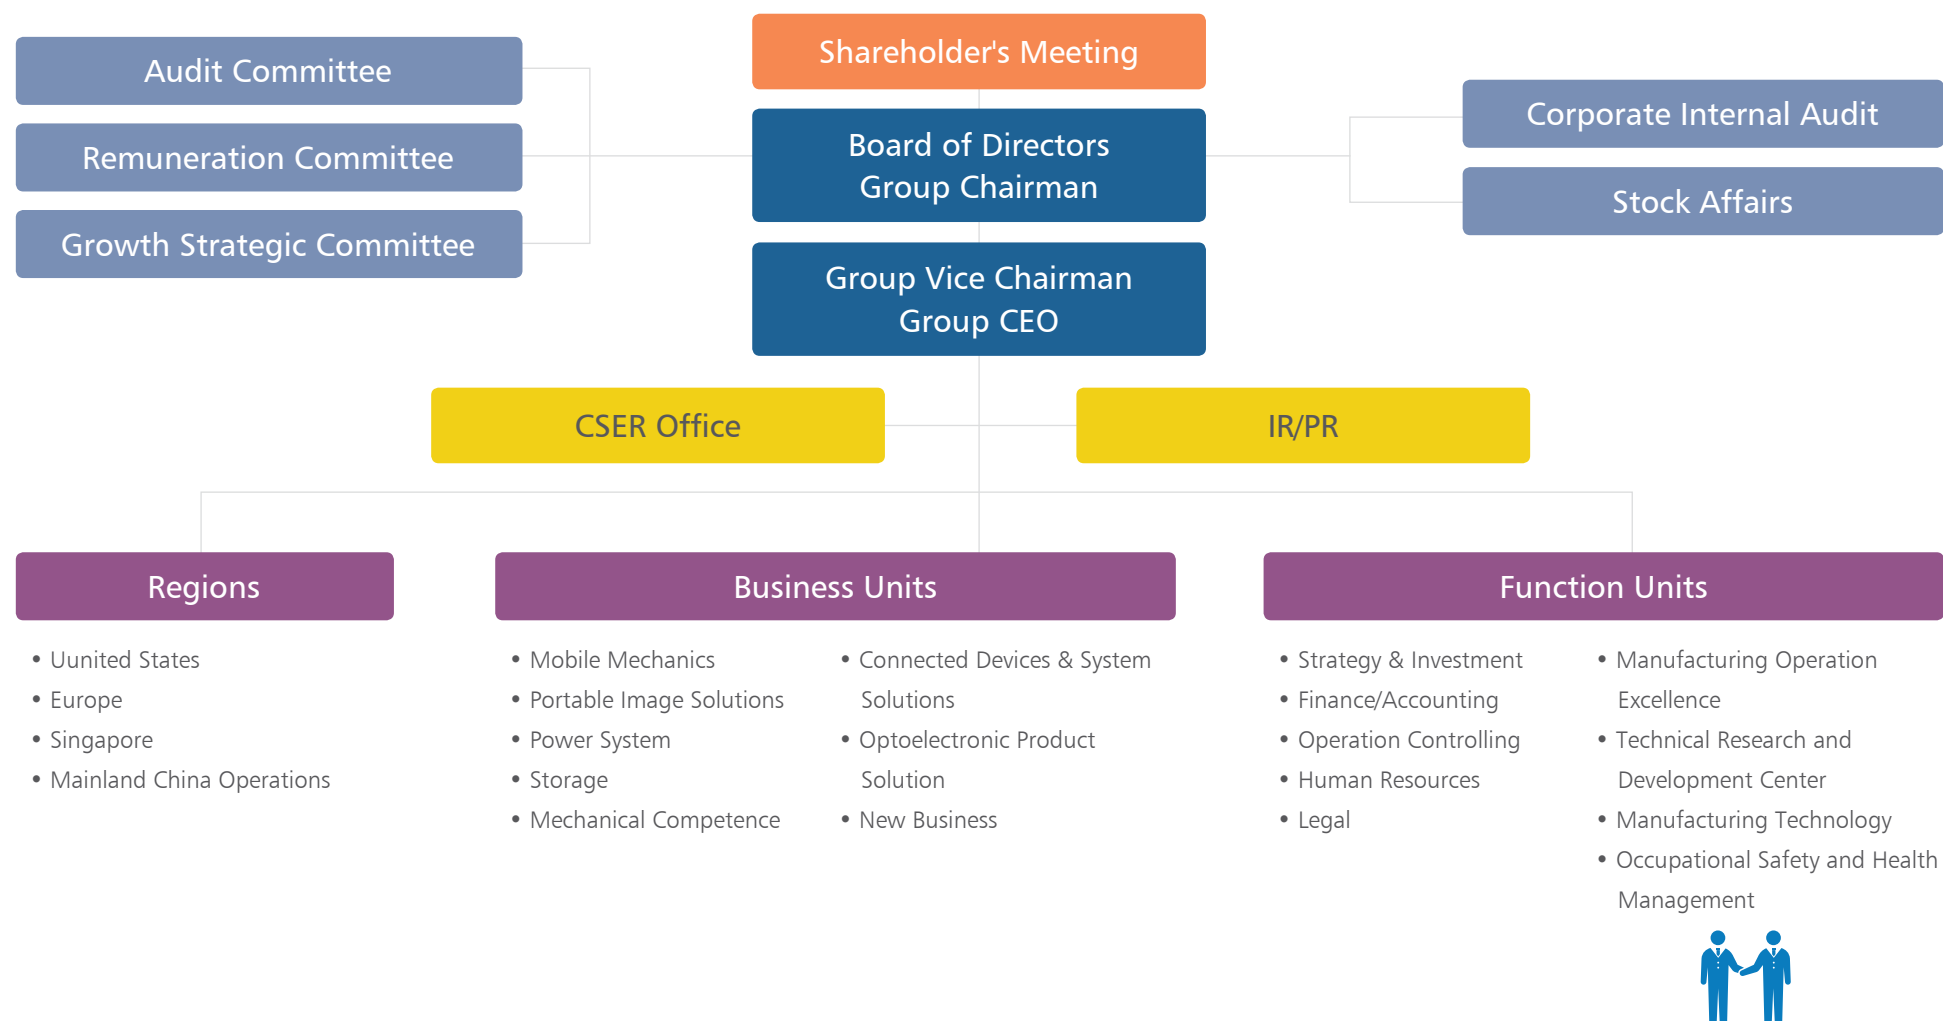 Shareholder's Meeting
Audit Committee
Remuneration Committee
Growth Strategic Committee
Board of Directors
Group Chairman
Corporate Internal Audit
Stock Affairs
Group Vice Chairman
Group CEO
CSER Office
IR/PR
Regions
• Uunited States
• Europe
• Singapore
• Mainland China Operations
Business Units
• Mobile Mechanics
• Portable Image Solutions
• Power System
• Storage
• Mechanical Competence
• Connected Devices & System
Solutions
• Optoelectronic Product
Solution
• New Business
Function Units
• Strategy & Investment
• Finance/Accounting
• Operation Controlling
• Human Resources
• Legal
• Manufacturing Operation
Excellence
• Technical Research and
Development Center
• Manufacturing Technology
• Occupational Safety and Health
Management